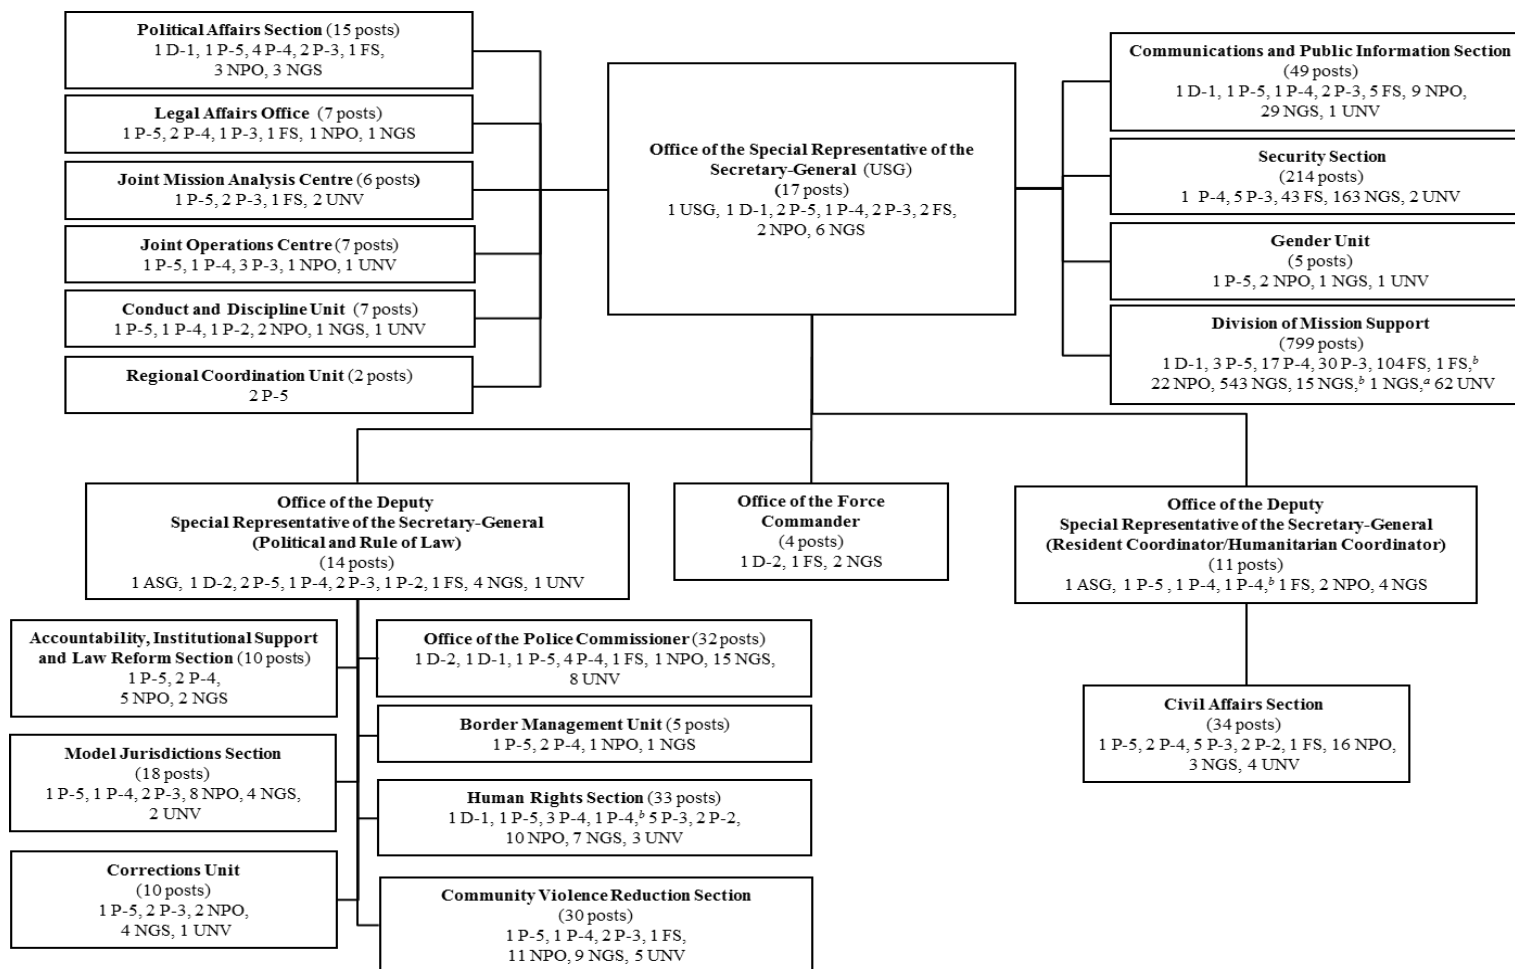 Political Affairs Section (15 posts)
1 D-1, 1 P-5, 4 P-4, 2 P-3, 1 FS,
3 NPO, 3 NGS
Legal Affairs Office (7 posts)
1 P-5, 2 P-4, 1 P-3, 1 FS, 1 NPO, 1 NGS
Joint Mission Analysis Centre (6 posts)
1 P-5, 2 P-3, 1 FS, 2 UNV
Joint Operations Centre (7 posts)
1 P-5, 1 P-4, 3 P-3, 1 NPO, 1 UNV
Conduct and Discipline Unit (7 posts)
1 P-5, 1 P-4, 1 P-2, 2 NPO, 1 NGS, 1 UNV
Regional Coordination Unit (2 posts)
2 P-5
Office of the Special Representative of the
Secretary-General (USG)
(17 posts)
1 USG, 1 D-1, 2 P-5, 1 P-4, 2 P-3, 2 FS,
2 NPO, 6 NGS
Communications and Public Information Section
(49 posts)
1 D-1, 1 P-5, 1 P-4, 2 P-3, 5 FS, 9 NPO,
29 NGS, 1 UNV
Security Section
(214 posts)
1 P-4, 5 P-3, 43 FS, 163 NGS, 2 UNV
Gender Unit
(5 posts)
1 P-5, 2 NPO, 1 NGS, 1 UNV
Division of Mission Support
(799 posts)
1 D-1, 3 P-5, 17 P-4, 30 P-3, 104 FS, 1 FS,b
22 NPO, 543 NGS, 15 NGS,b 1 NGS,a 62 UNV
Office of the Deputy
Special Representative of the Secretary-General
(Political and Rule of Law)
(14 posts)
1 ASG, 1 D-2, 2 P-5, 1 P-4, 2 P-3, 1 P-2, 1 FS, 4 NGS, 1 UNV
Office of the Force
Commander
(4 posts)
1 D-2, 1 FS, 2 NGS
Office of the Deputy
Special Representative of the Secretary-General
(Resident Coordinator/Humanitarian Coordinator)
(11 posts)
1 ASG, 1 P-5 , 1 P-4, 1 P-4,b 1 FS, 2 NPO, 4 NGS
Accountability, Institutional Support
and Law Reform Section (10 posts)
1 P-5, 2 P-4,
5 NPO, 2 NGS
Model Jurisdictions Section
(18 posts)
1 P-5, 1 P-4, 2 P-3, 8 NPO, 4 NGS,
2 UNV
Corrections Unit
(10 posts)
1 P-5, 2 P-3, 2 NPO,
4 NGS, 1 UNV
Office of the Police Commissioner (32 posts)
1 D-2, 1 D-1, 1 P-5, 4 P-4, 1 FS, 1 NPO, 15 NGS,
8 UNV
Border Management Unit (5 posts)
1 P-5, 2 P-4, 1 NPO, 1 NGS
Human Rights Section (33 posts)
1 D-1, 1 P-5, 3 P-4, 1 P-4,b 5 P-3, 2 P-2,
10 NPO, 7 NGS, 3 UNV
Community Violence Reduction Section
(30 posts)
1 P-5, 1 P-4, 2 P-3, 1 FS,
11 NPO, 9 NGS, 5 UNV
Civil Affairs Section
(34 posts)
1 P-5, 2 P-4, 5 P-3, 2 P-2, 1 FS, 16 NPO,
3 NGS, 4 UNV